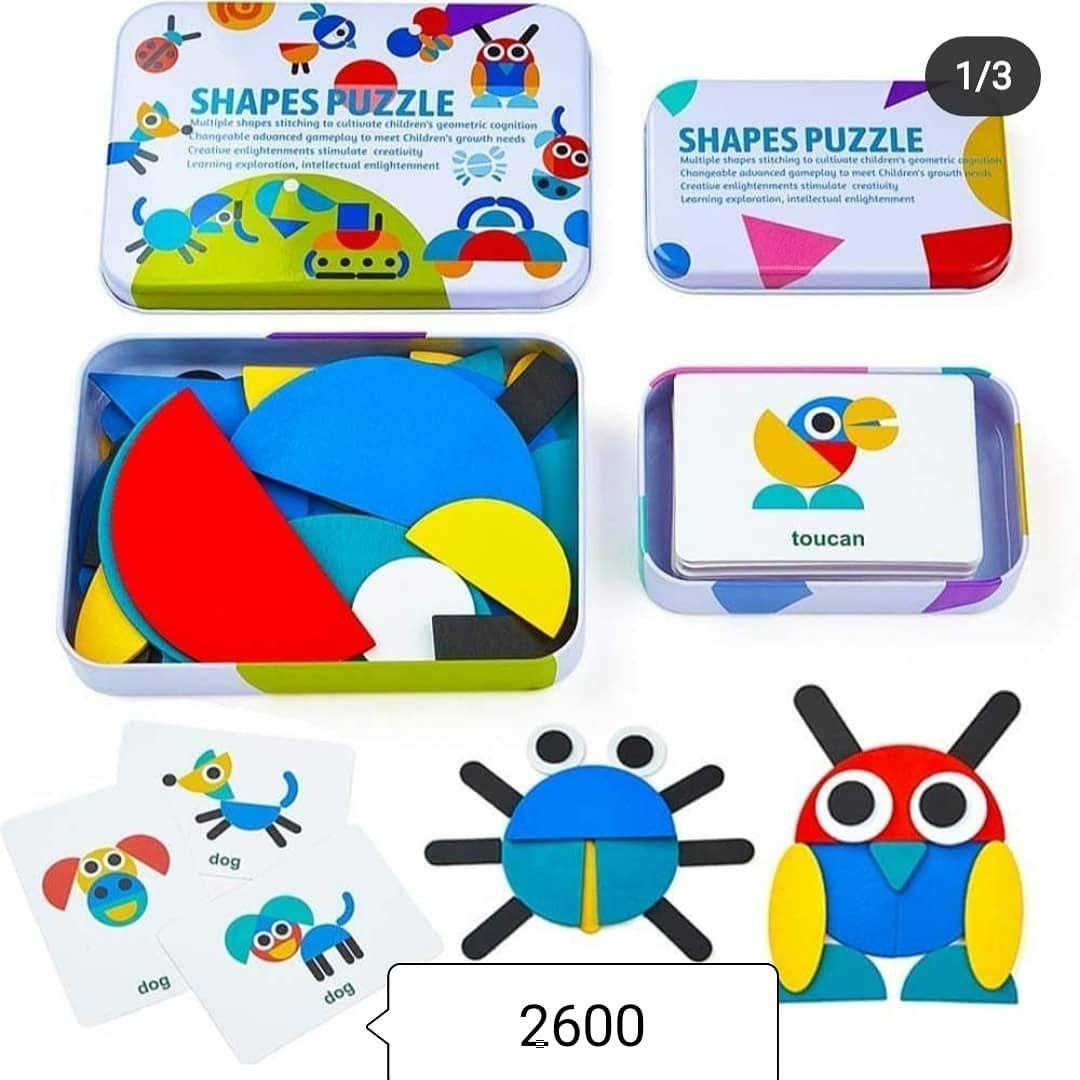 1/3
SHAPES PUZZLE
Multiple shapes stitching to cultivate children's geometric cognition
Changeable advanced gameplay to meet Children's growth needs
Creative enlightenments stimulate creativity
Learning exploration, intellectual enlightenment
SHAPES PUZZLE
Multiple shapes stitching to cultivate children's geometric cognition
Changeable advanced gameplay to meet Children's growth needs
Creative enlightenments stimulate creativity
Learning exploration, intellectual enlightenment
toucan
dog
dog
dog
2600